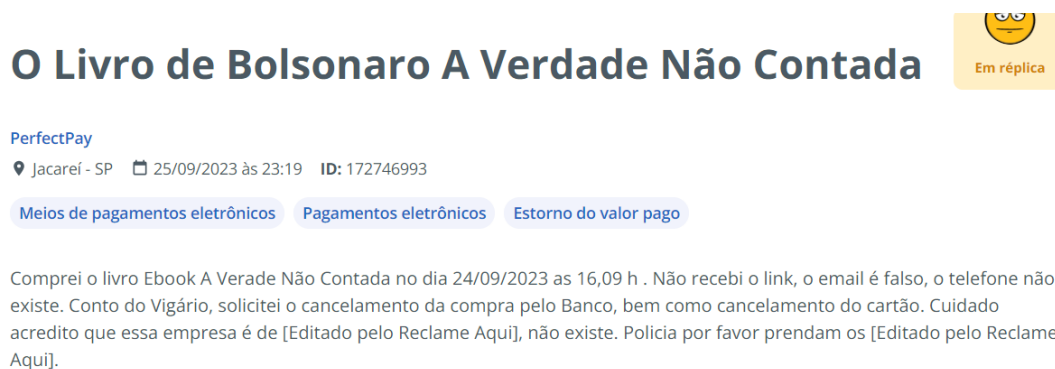 O Livro de Bolsonaro A Verdade Não Contada
Em réplica
PerfectPay
Jacareí - SP 25/09/2023 às 23:19 ID: 172746993
Meios de pagamentos eletrônicos Pagamentos eletrônicos Estorno do valor pago
Comprei o livro Ebook A Verade Não Contada no dia 24/09/2023 as 16,09 h . Não recebi o link, o email é falso, o telefone não
existe. Conto do Vigário, solicitei o cancelamento da compra pelo Banco, bem como cancelamento do cartão. Cuidado
acredito que essa empresa é de [Editado pelo Reclame Aqui], não existe. Policia por favor prendam os [Editado pelo Reclame
Aqui].